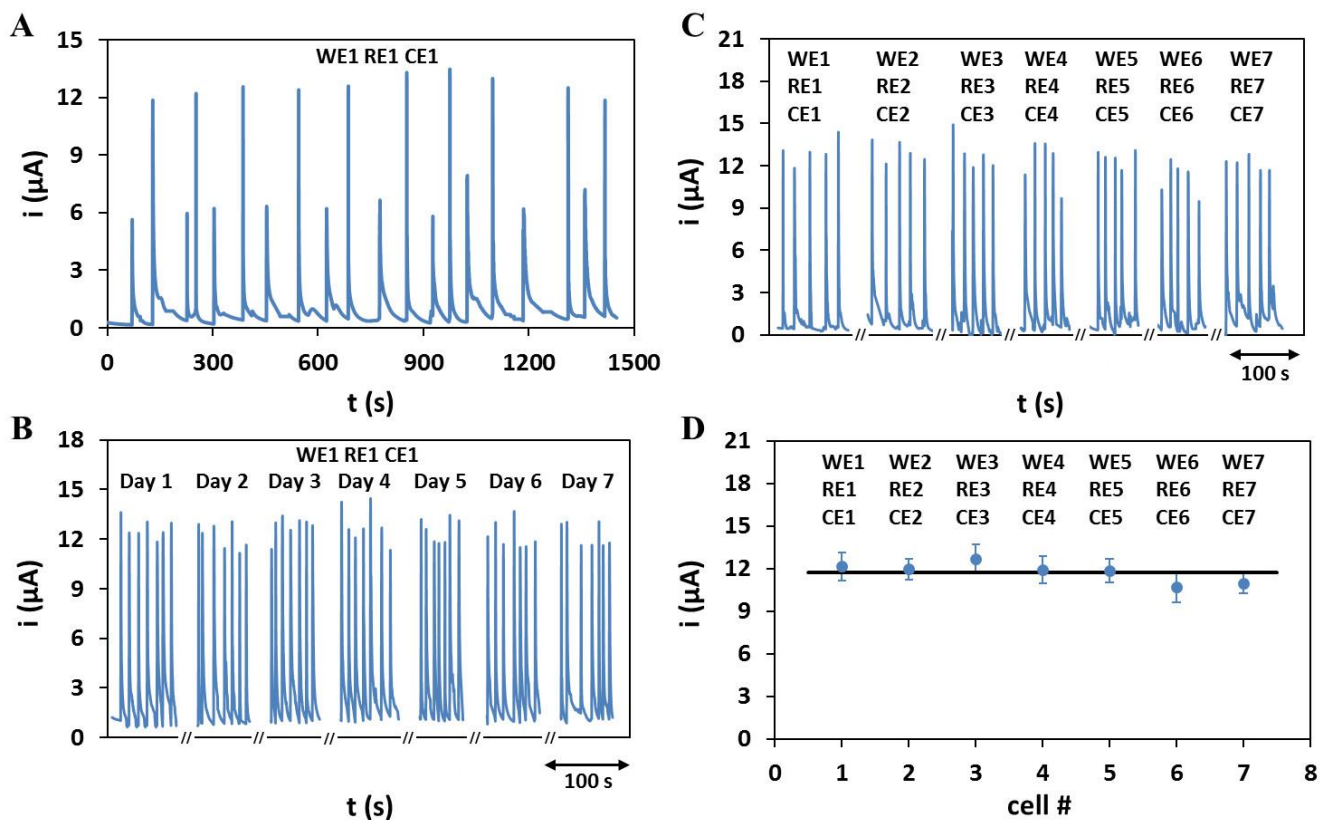 A
15
12
9
6
3
0
i (µA)
WE1 RE1 CE1
0 300 600 900 1200 1500
t (s)
B
18
15
12
9
6
3
0
i (µA)
WE1 RE1 CE1
Day 1 Day 2 Day 3 Day 4 Day 5 Day 6 Day 7
// // // // // //
100 s
t (s)
C
21
18
15
12
9
6
3
0
i (µA)
WE1 WE2 WE3 WE4 WE5 WE6 WE7
RE1 RE2 RE3 RE4 RE5 RE6 RE7
CE1 CE2 CE3 CE4 CE5 CE6 CE7
// // // // // //
100 s
t (s)
D
21
18
15
12
9
6
3
0
i (µA)
WE1 WE2 WE3 WE4 WE5 WE6 WE7
RE1 RE2 RE3 RE4 RE5 RE6 RE7
CE1 CE2 CE3 CE4 CE5 CE6 CE7
0 1 2 3 4 5 6 7 8
cell #